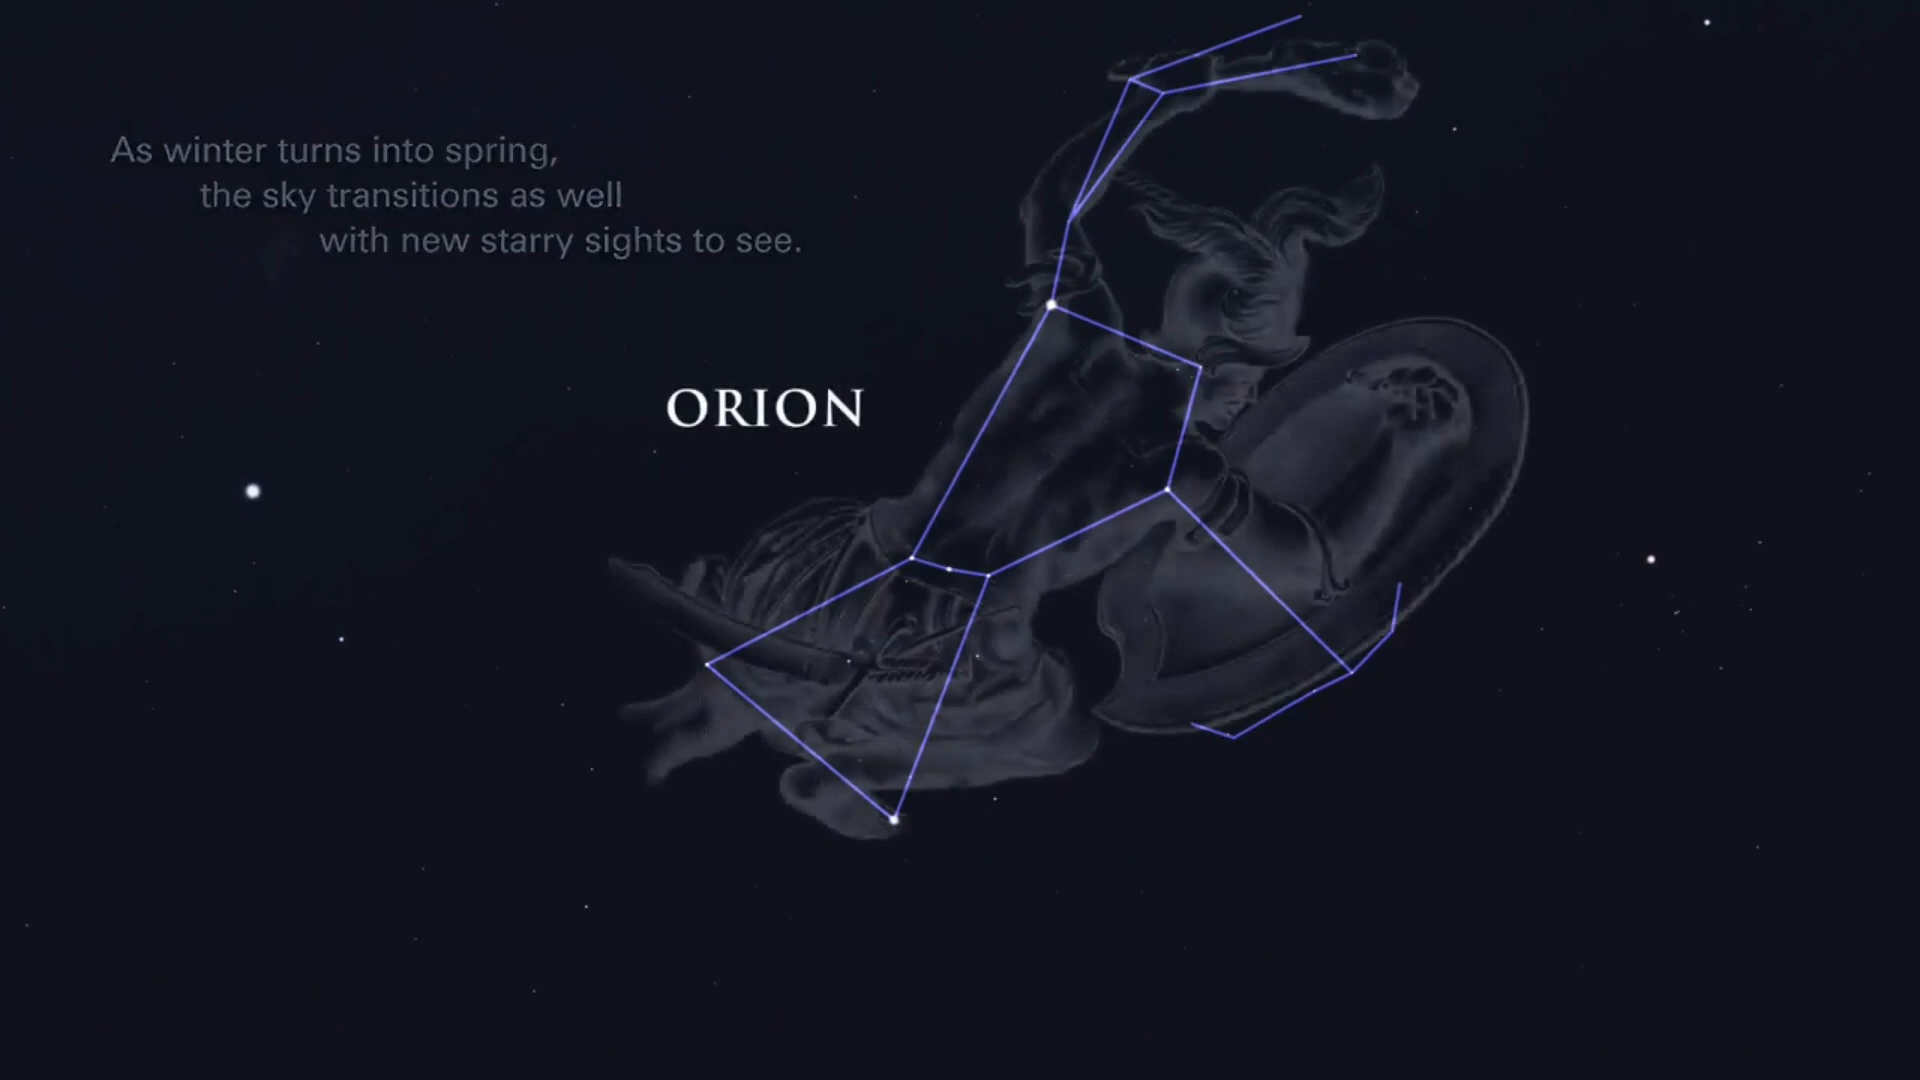 As winter turns into spring,
the sky transitions as well
with new starry sights to see.
ORION